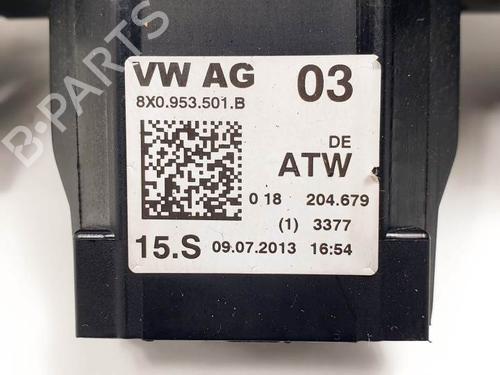 B-PARTS
VW AG 03
8X0.953.501.B
DE
ATW
0 18 204.679
(1) 3377
15.S 09.07.2013 16:54